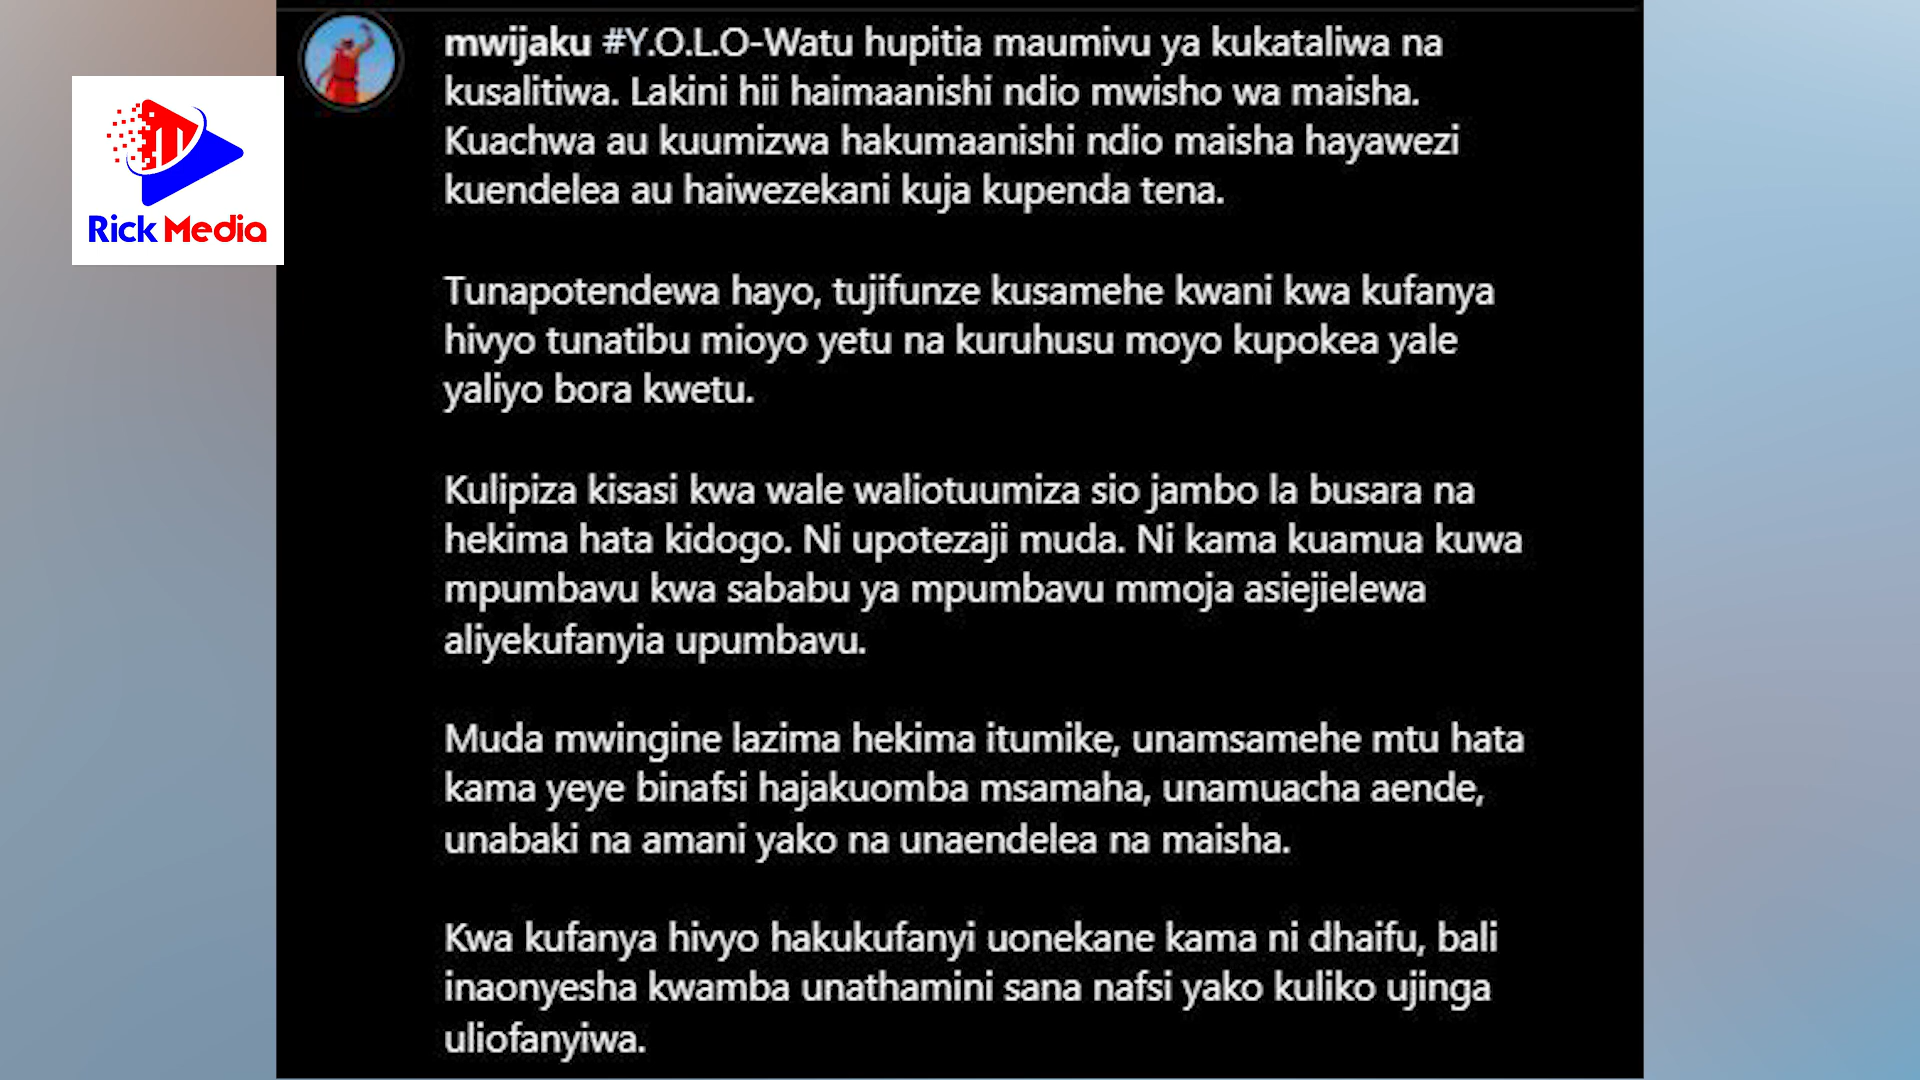 mwijaku #Y.O.L.O-Watu hupitia maumivu ya kukataliwa na
kusalitiwa. Lakini hii haimaanishi ndio mwisho wa maisha.
Kuachwa au kuumizwa hakumaanishi ndio maisha hayawezi
kuendelea au haiwezekani kuja kupenda tena.
Rick Media
Tunapotendewa hayo, tujifunze kusamehe kwani kwa kufanya
hivyo tunatibu mioyo yetu na kuruhusu moyo kupokea yale
yaliyo bora kwetu.
Kulipiza kisasi kwa wale waliotuumiza sio jambo la busara na
hekima hata kidogo. Ni upotezaji muda. Ni kama kuamua kuwa
mpumbavu kwa sababu ya mpumbavu mmoja asiejielewa
aliyekufanyia upumbavu.
Muda mwingine lazima hekima itumike, unamsamehe mtu hata
kama yeye binafsi hajakuomba msamaha, unamuacha aende,
unabaki na amani yako na unaendelea na maisha.
Kwa kufanya hivyo hakukufanyi uonekane kama ni dhaifu, bali
inaonyesha kwamba unathamini sana nafsi yako kuliko ujinga
uliofanyiwa.